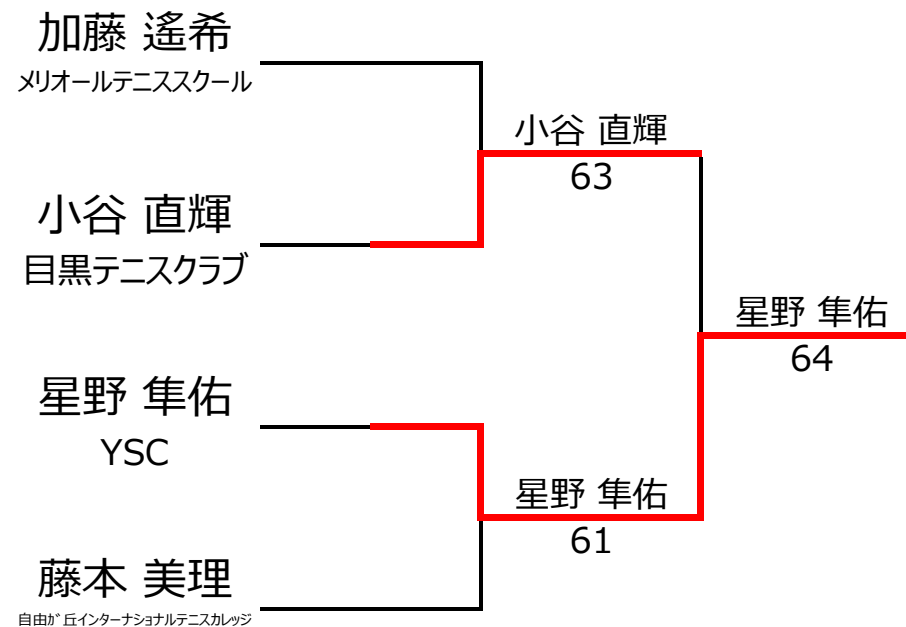 加藤 遙希
メリオールテニススクール
小谷 直輝
63
小谷 直輝
目黒テニスクラブ
星野 隼佑
64
星野 隼佑
YSC
星野 隼佑
61
藤本 美理
自由が丘インターナショナルテニスカレッジ